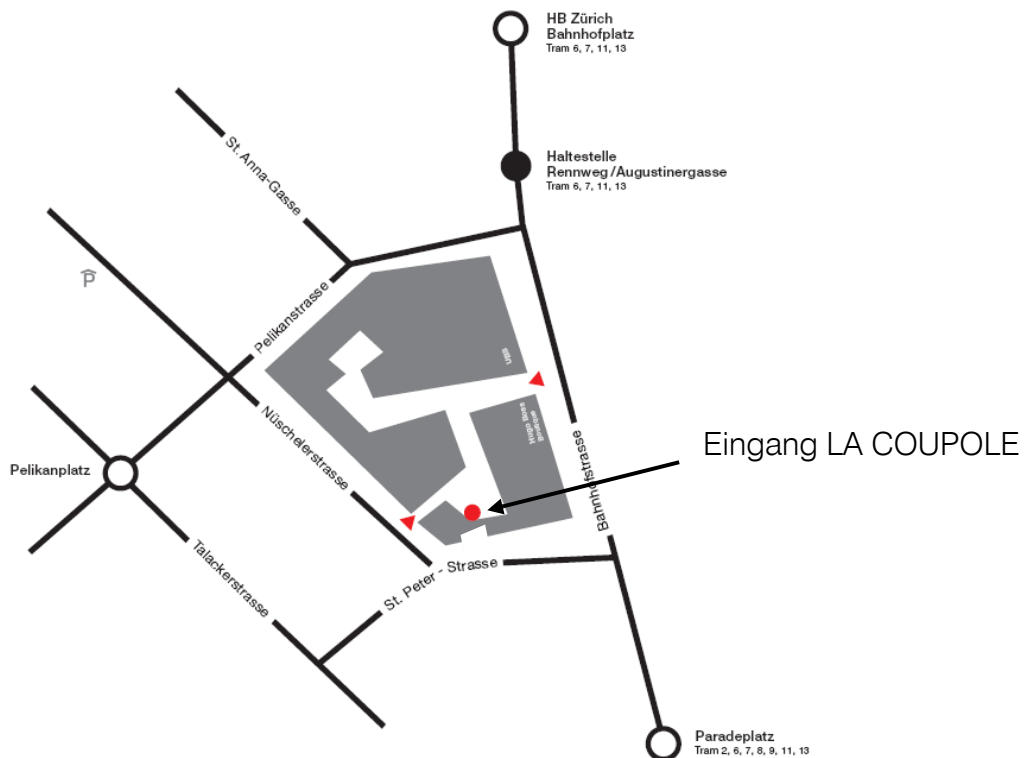 HB Zürich
Bahnhofplatz
Tram 6, 7, 11, 13
St. Anna-Gasse
Haltestelle
Rennweg/Augustinergasse
Tram 6, 7, 11, 13
P
Pelikanstrasse
UBS
Hugo Boss
Boutique
Nüschelerstrasse
Bahnhofstrasse
Eingang LA COUPOLE
Pelikanplatz
Talackerstrasse
St. Peter - Strasse
Paradeplatz
Tram 2, 6, 7, 8, 9, 11, 13